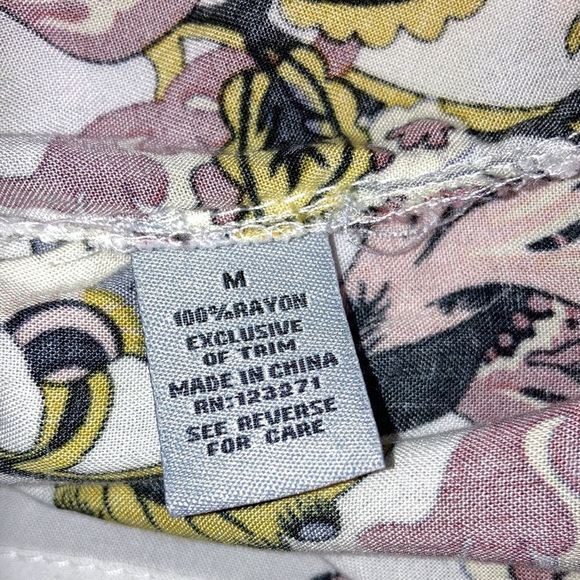 M
100%RAYON
EXCLUSIVE
OF TRIM
MADE IN CHINA
RN:123271
SEE REVERSE
FOR CARE